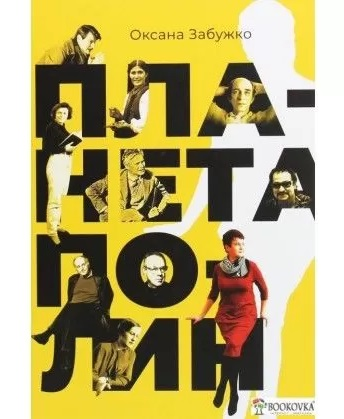 Оксана Забужко
ПЛА-
НЕТА
ПО-
ЛИН
BOOKOVKA